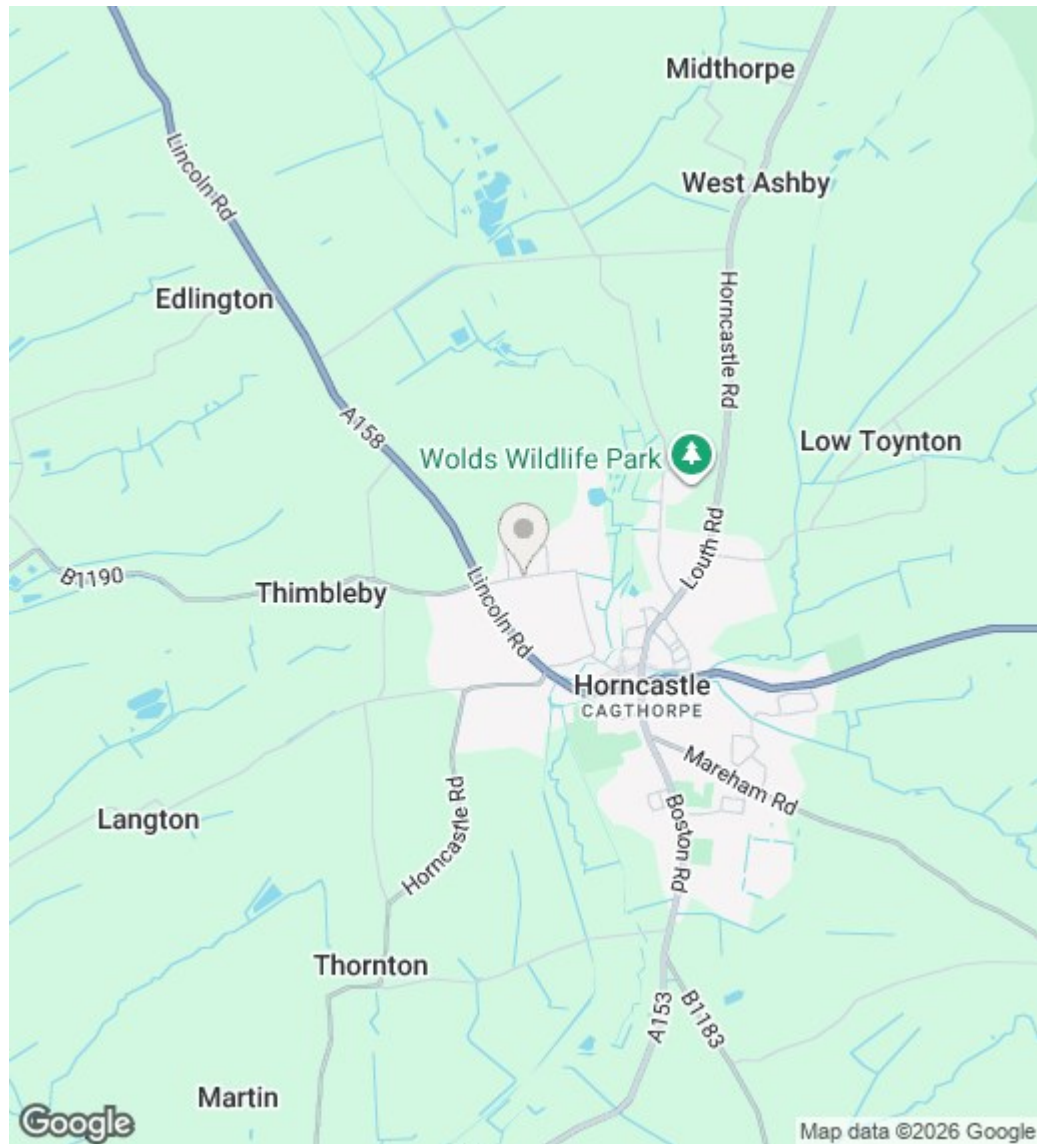 Midthorpe
West Ashby
Lincoln Rd
Edlington
Horncastle Rd
A158
Low Toynton
Wolds Wildlife Park
Louth Rd
B1190
Thimbleby
Lincoln Rd
Horncastle
CAGTHORPE
Mareham Rd
Langton
Horncastle Rd
Boston Rd
Thornton
A153
B1183
Martin
Google
Map data ©2026 Google